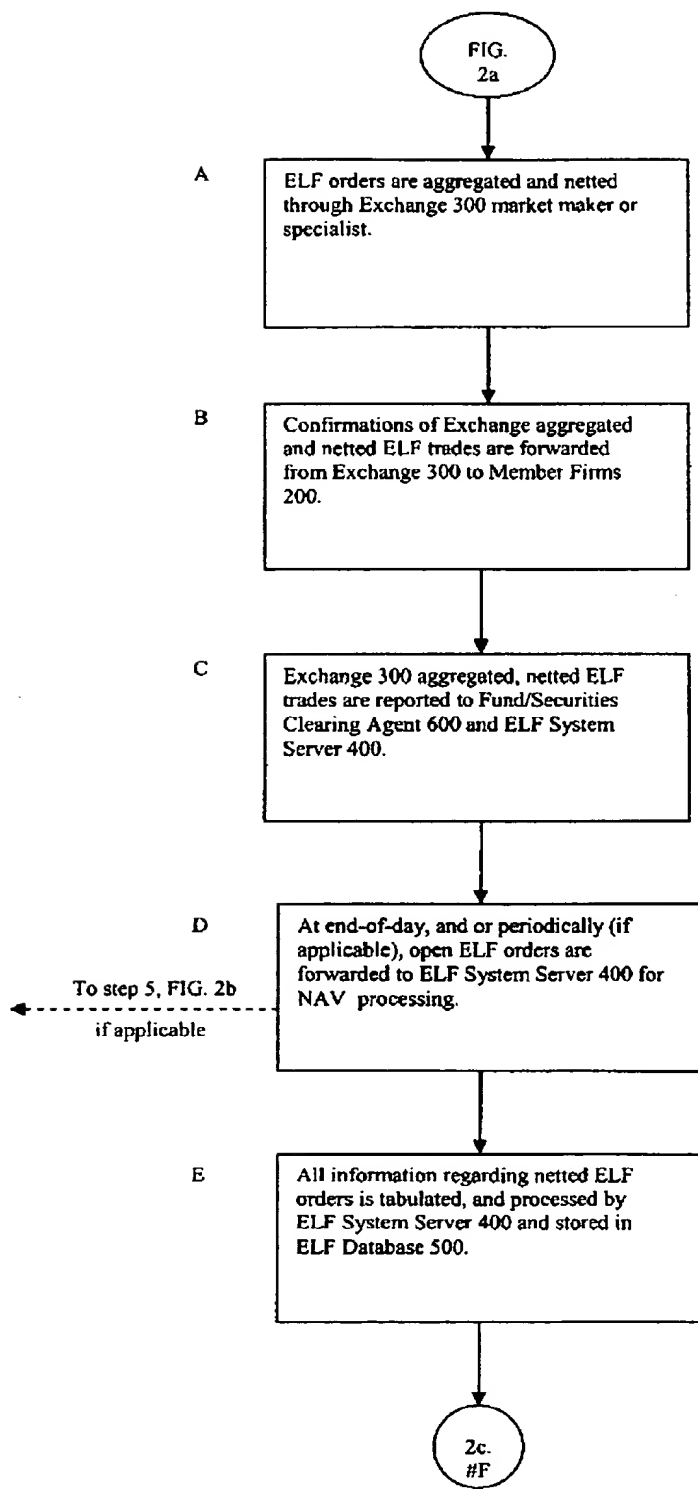 FIG.
2a
A
ELF orders are aggregated and netted
through Exchange 300 market maker or
specialist.
B
Confirmations of Exchange aggregated
and netted ELF trades are forwarded
from Exchange 300 to Member Firms
200.
C
Exchange 300 aggregated, netted ELF
trades are reported to Fund/Securities
Clearing Agent 600 and ELF System
Server 400.
D
At end-of-day, and or periodically (if
applicable), open ELF orders are
forwarded to ELF System Server 400 for
NAV processing.
To step 5, FIG. 2b
if applicable
E
All information regarding netted ELF
orders is tabulated, and processed by
ELF System Server 400 and stored in
ELF Database 500.
2c.
#F